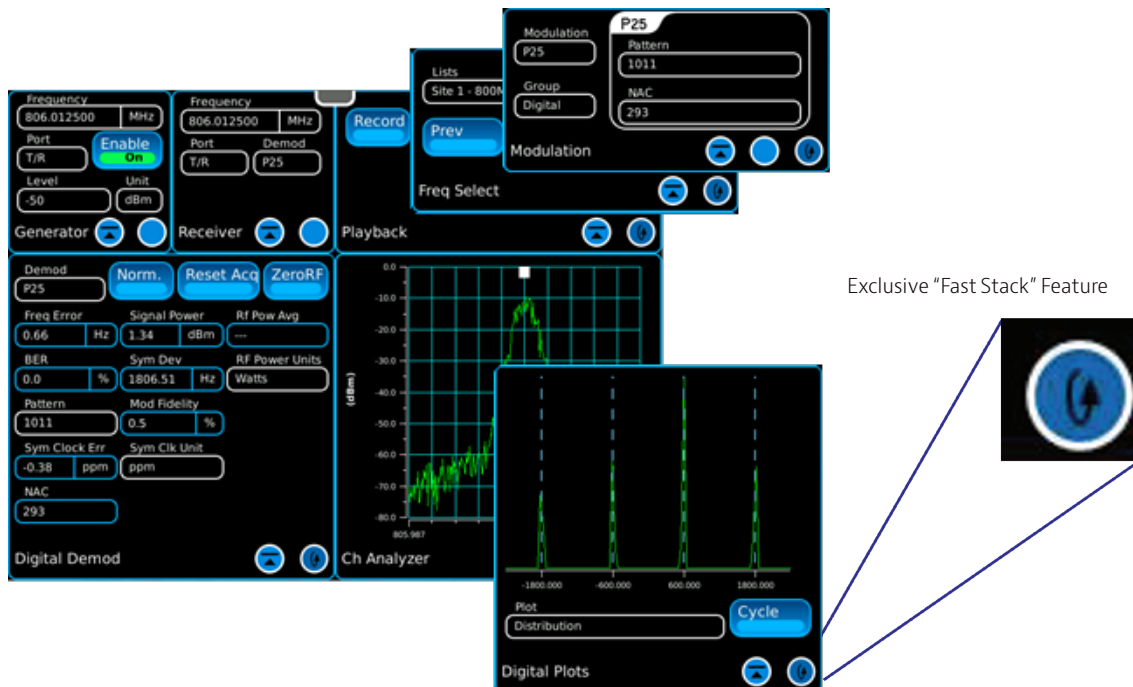 Frequency
806.012500 MHz
Port
T/R
Enable
On
Level
Unit
-50
dBm
Generator
Frequency
806.012500 MHz
Port
Demod
T/R
P25
Receiver
Record
Playback
Lists
Site 1 - 800M
Prev
Freq Select
Modulation
P25
Group
Digital
P25
Pattern
1011
NAC
293
Modulation
Demod
P25
Norm.
Reset Acq
ZeroRF
Freq Error
Signal Power
Rf Pow Avg
0.66 Hz
1.34 dBm
---
BER
Sym Dev
RF Power Units
0.0 %
1806.51 Hz
Watts
Pattern
Mod Fidelity
1011
0.5 %
Sym Clock Err
Sym Clk Unit
-0.38 ppm
ppm
NAC
293
Digital Demod
0.0
-10.0
-20.0
-30.0
(dBm)
-50.0
-60.0
-70.0
-80.0
805.987
Ch Analyzer
-1800.000
-600.000
600.000
1800.000
Plot
Distribution
Cycle
Digital Plots
Exclusive “Fast Stack” Feature